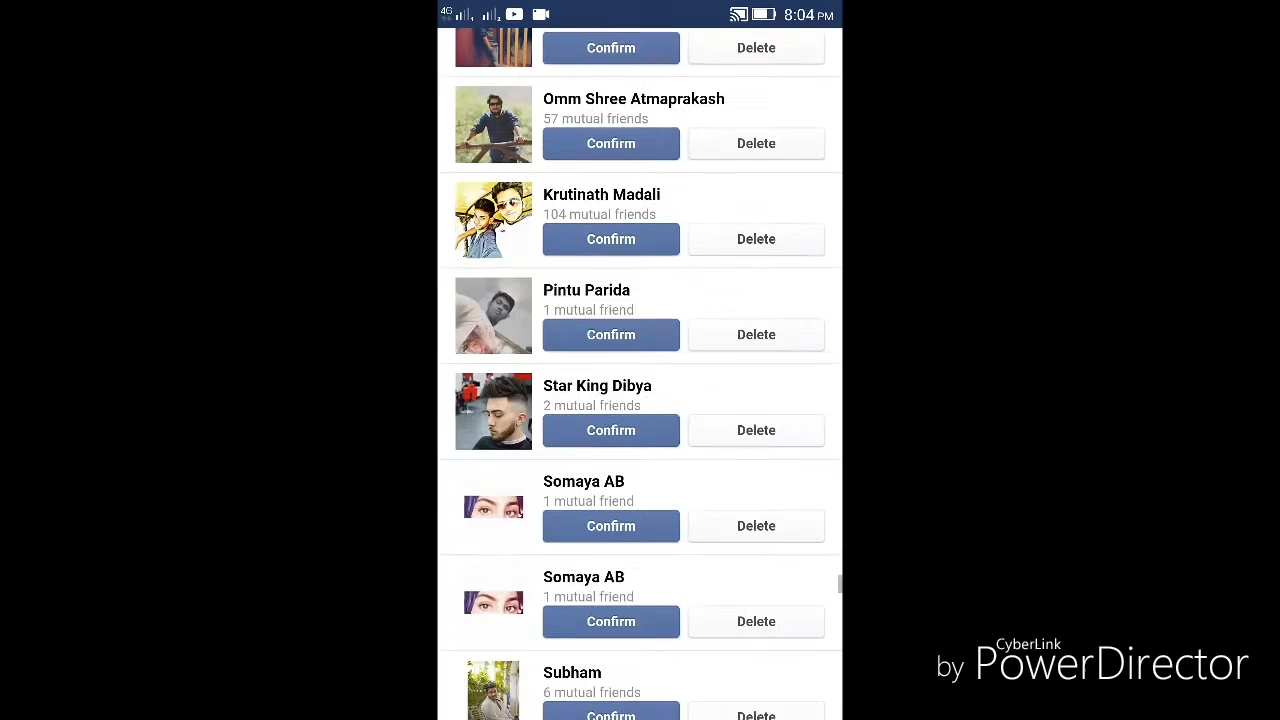 4G 1 2 8:04 PM
Confirm Delete
Omm Shree Atmaprakash
57 mutual friends
Confirm Delete
Krutinath Madali
104 mutual friends
Confirm Delete
Pintu Parida
1 mutual friend
Confirm Delete
Star King Dibya
2 mutual friends
Confirm Delete
Somaya AB
1 mutual friend
Confirm Delete
Somaya AB
1 mutual friend
Confirm Delete
Subham
6 mutual friends
Confirm Delete
CyberLink
by PowerDirector